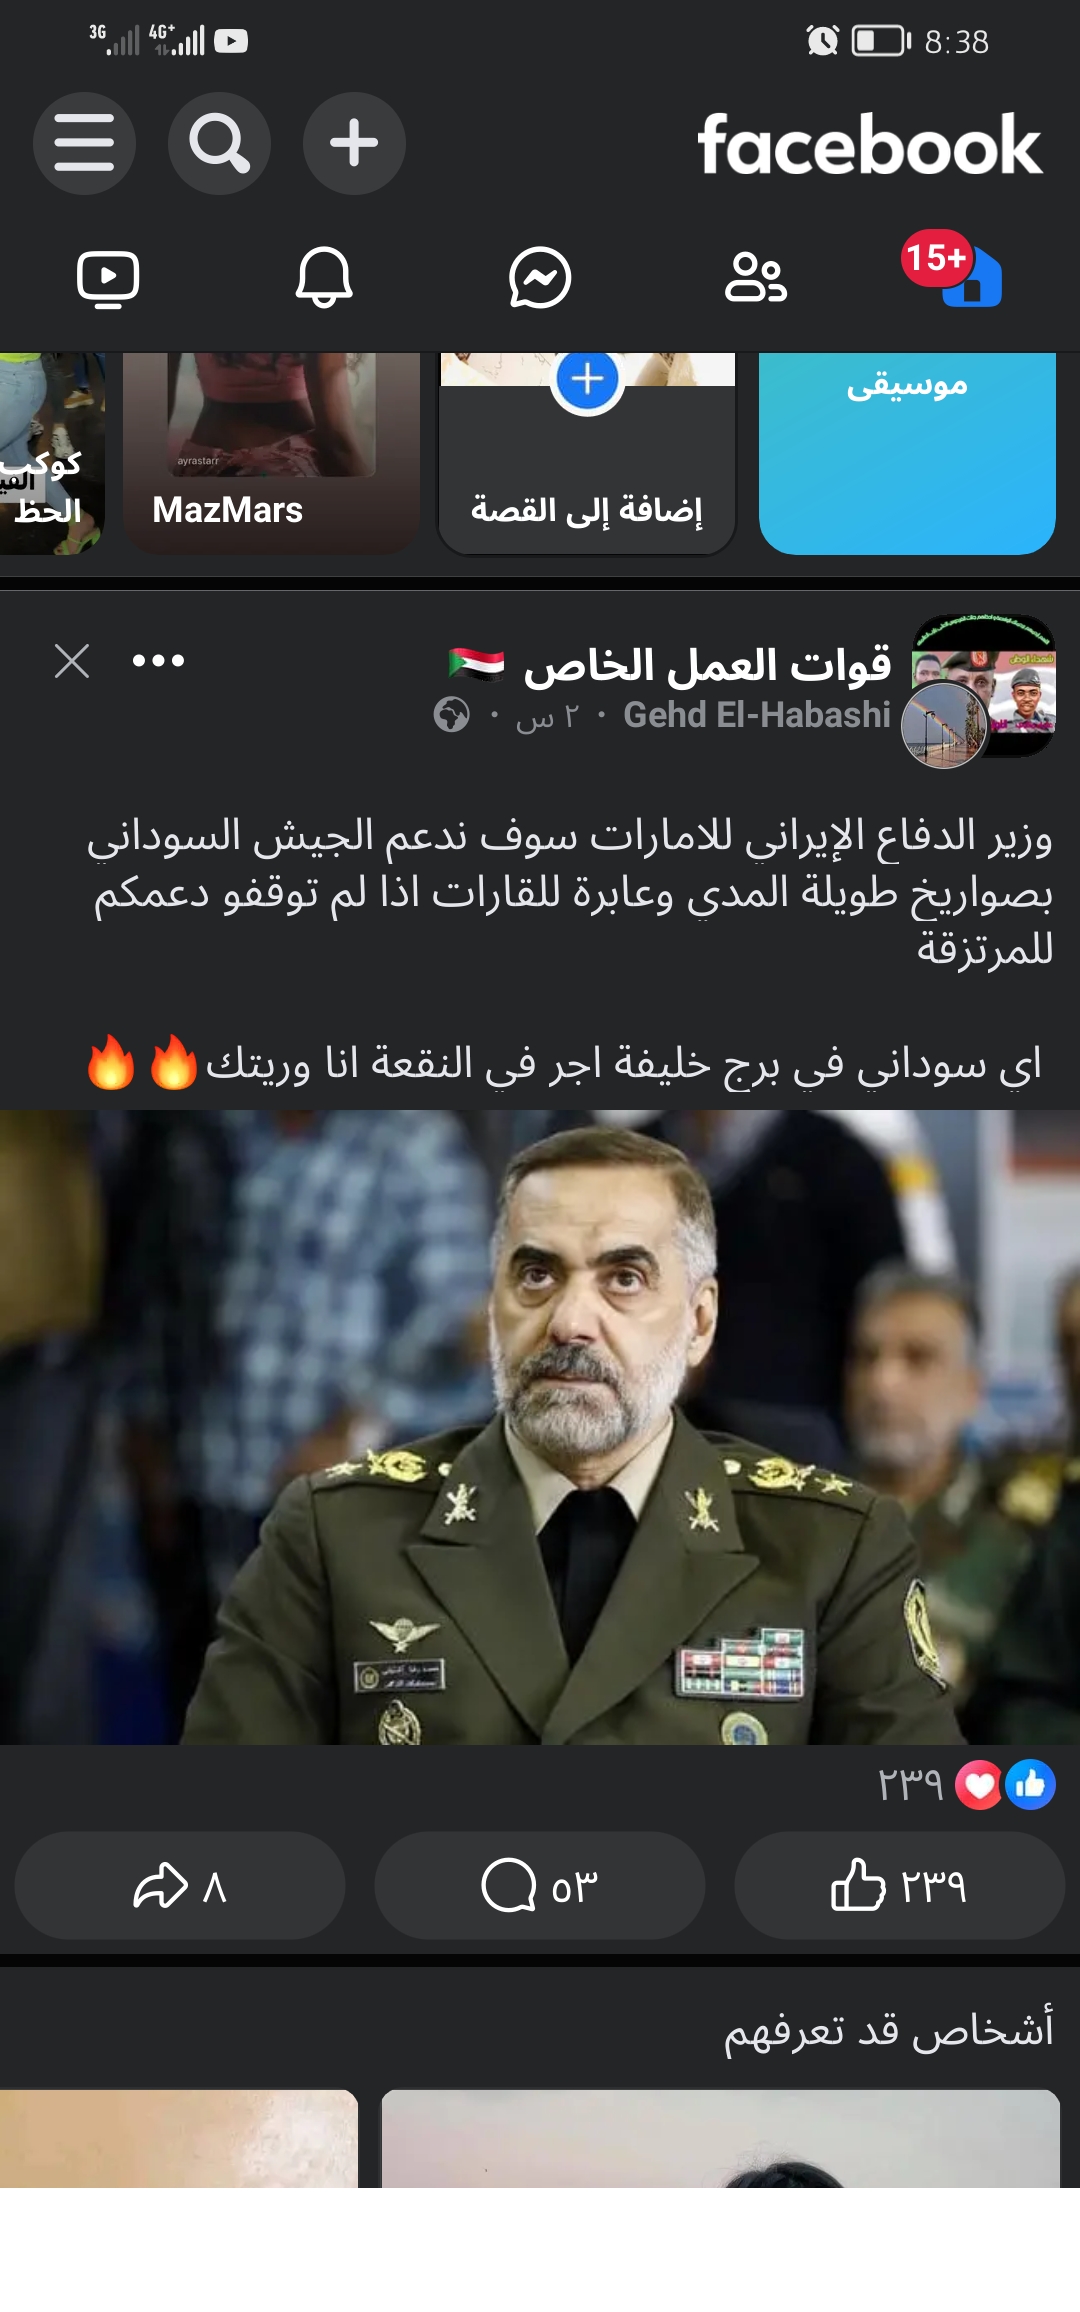 3G 4G+ 8:38
facebook
15+
موسيقى
إضافة إلى القصة
ayrastarr
MazMars
كوكب
الحظ
قوات العمل الخاص 🇸🇩
Gehd El-Habashi · ٢ س ·
وزير الدفاع الإيراني للامارات سوف ندعم الجيش السوداني
بصواريخ طويلة المدي وعابرة للقارات اذا لم توقفو دعمكم
للمرتزقة
اي سوداني في برج خليفة اجر في النقعة انا وريتك🔥🔥
٢٣٩
٢٣٩
٥٣
٨
أشخاص قد تعرفهم